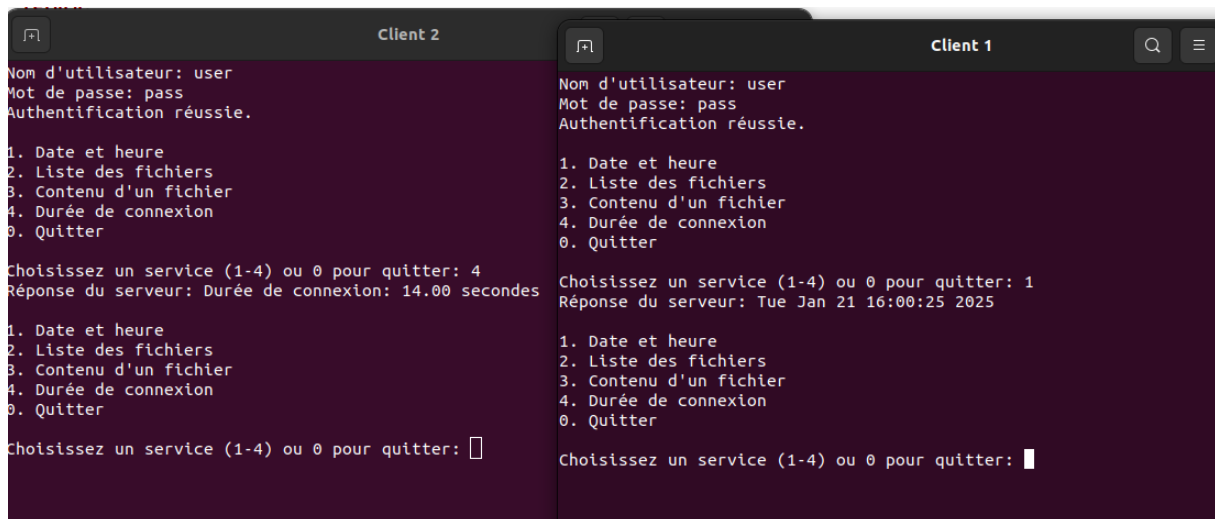 Client 2
Nom d'utilisateur: user
Mot de passe: pass
Authentification réussie.
1. Date et heure
2. Liste des fichiers
3. Contenu d'un fichier
4. Durée de connexion
0. Quitter
Choisissez un service (1-4) ou 0 pour quitter: 4
Réponse du serveur: Durée de connexion: 14.00 secondes
1. Date et heure
2. Liste des fichiers
3. Contenu d'un fichier
4. Durée de connexion
0. Quitter
Choisissez un service (1-4) ou 0 pour quitter:
Client 1
Nom d'utilisateur: user
Mot de passe: pass
Authentification réussie.
1. Date et heure
2. Liste des fichiers
3. Contenu d'un fichier
4. Durée de connexion
0. Quitter
Choisissez un service (1-4) ou 0 pour quitter: 1
Réponse du serveur: Tue Jan 21 16:00:25 2025
1. Date et heure
2. Liste des fichiers
3. Contenu d'un fichier
4. Durée de connexion
0. Quitter
Choisissez un service (1-4) ou 0 pour quitter: